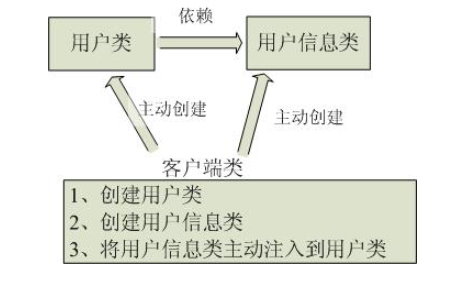 依赖
用户类
用户信息类
主动创建
主动创建
客户端类
1、创建用户类
2、创建用户信息类
3、将用户信息类主动注入到用户类